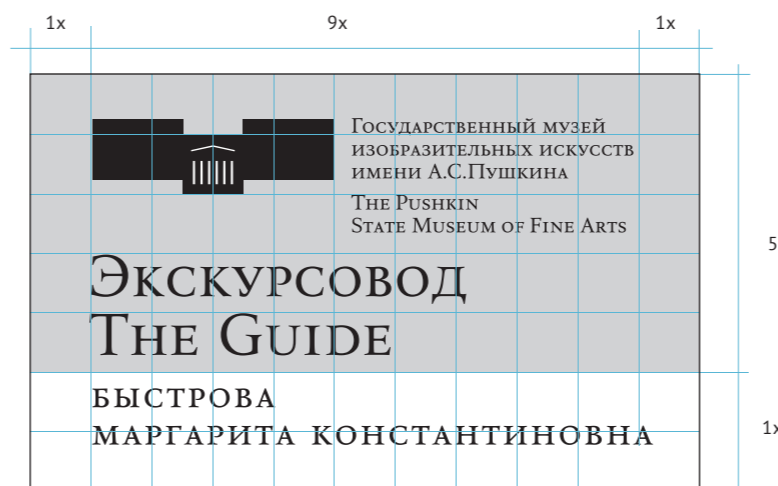 1x 9x 1x
Государственный музей
изобразительных искусств
имени А.С.Пушкина
The Pushkin
State Museum of Fine Arts
5
Экскурсовод
The Guide
БЫСТРОВА
МАРГАРИТА КОНСТАНТИНОВНА
1x